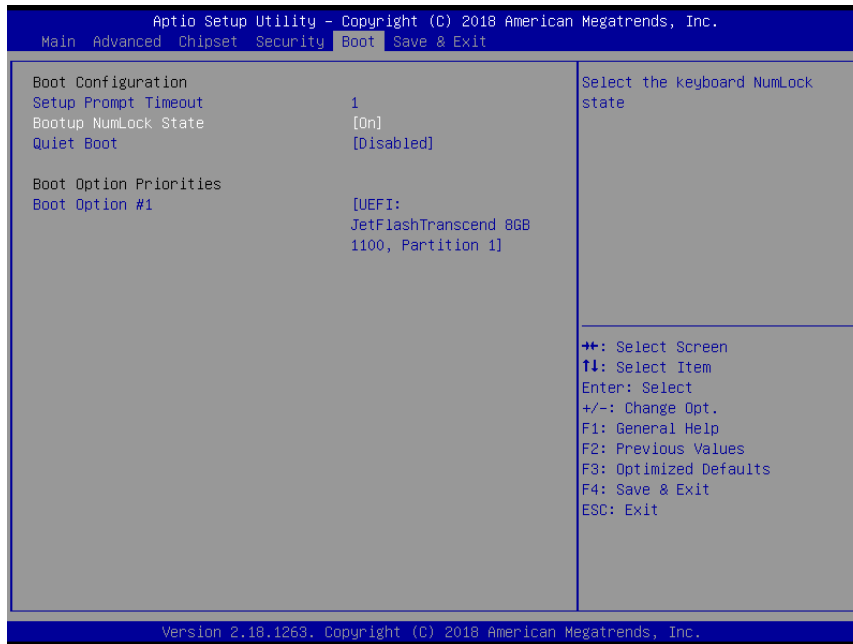 Aptio Setup Utility – Copyright (C) 2018 American Megatrends, Inc.
Main Advanced Chipset Security Boot Save & Exit
Boot Configuration
Setup Prompt Timeout 1
Bootup NumLock State [On]
Quiet Boot [Disabled]
Boot Option Priorities
Boot Option #1 [UEFI:
JetFlashTranscend 8GB
1100, Partition 1]
Select the keyboard NumLock
state
→←: Select Screen
↑↓: Select Item
Enter: Select
+/-: Change Opt.
F1: General Help
F2: Previous Values
F3: Optimized Defaults
F4: Save & Exit
ESC: Exit
Version 2.18.1263. Copyright (C) 2018 American Megatrends, Inc.